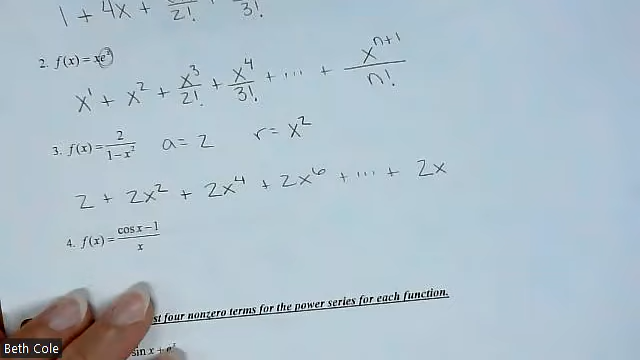 1 + 4x + 2! 3!
2. f(x) = xe^x
x^1 + x^2 + x^3/2! + x^4/3! + ... + x^(n+1)/n!
3. f(x) = 2/(1-x^2) a = 2 r = x^2
2 + 2x^2 + 2x^4 + 2x^6 + ... + 2x
4. f(x) = (cos x - 1)/x
st four nonzero terms for the power series for each function.
sin x + e^x
Beth Cole